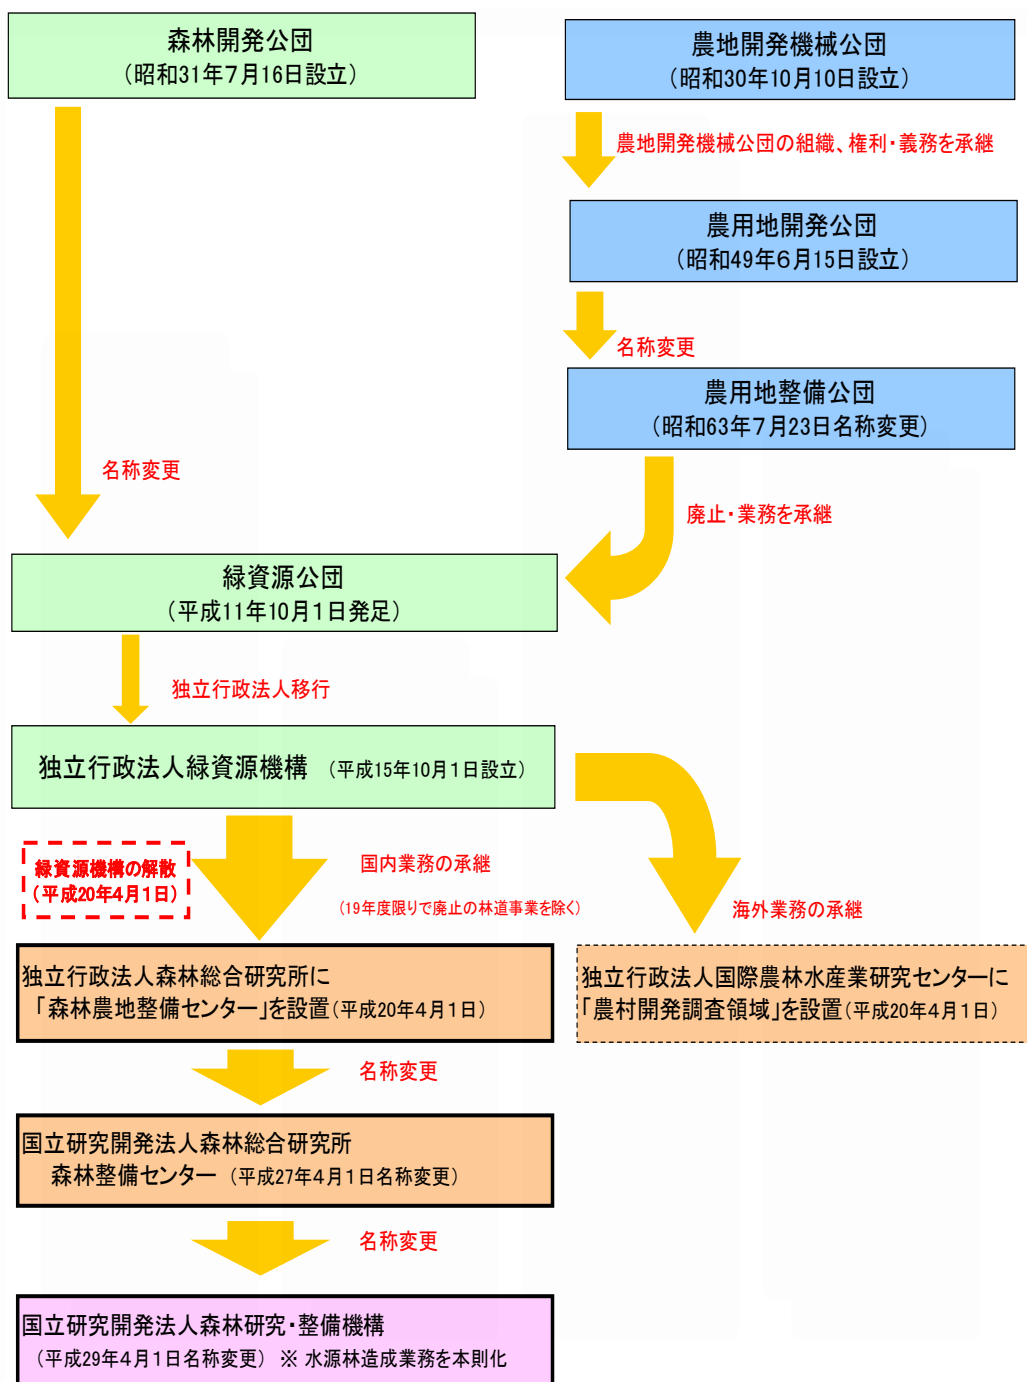 森林開発公団
（昭和31年7月16日設立）
農地開発機械公団
（昭和30年10月10日設立）
農地開発機械公団の組織、権利・義務を承継
農用地開発公団
（昭和49年６月15日設立）
名称変更
農用地整備公団
（昭和63年７月23日名称変更）
名称変更
廃止・業務を承継
緑資源公団
（平成11年10月１日発足）
独立行政法人移行
独立行政法人緑資源機構 （平成15年10月１日設立）
緑資源機構の解散
（平成20年4月1日）
国内業務の承継
（19年度限りで廃止の林道事業を除く）
海外業務の承継
独立行政法人森林総合研究所に
「森林農地整備センター」を設置（平成20年４月１日）
独立行政法人国際農林水産業研究センターに
「農村開発調査領域」を設置（平成20年４月１日）
名称変更
国立研究開発法人森林総合研究所
森林整備センター （平成27年４月１日名称変更）
名称変更
国立研究開発法人森林研究・整備機構
（平成29年４月１日名称変更） ※ 水源林造成業務を本則化